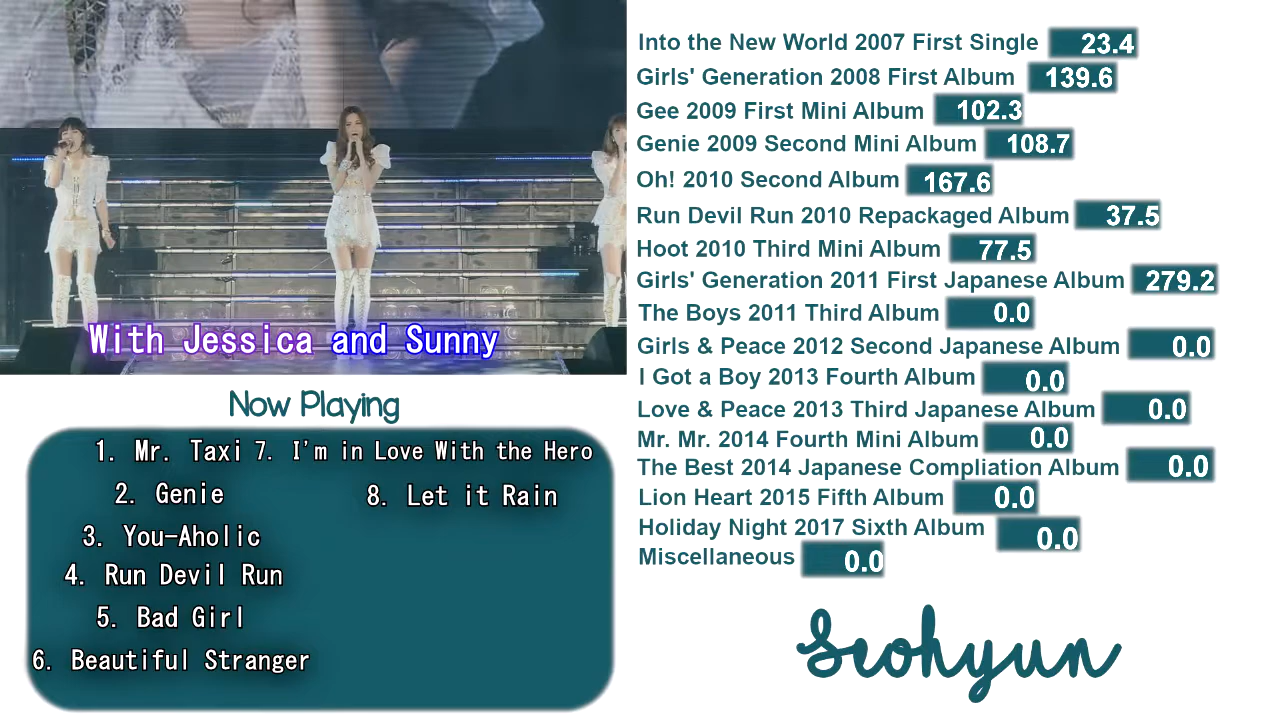 With Jessica and Sunny
Now Playing
1. Mr. Taxi
2. Genie
3. You-Aholic
4. Run Devil Run
5. Bad Girl
6. Beautiful Stranger
7. I'm in Love With the Hero
8. Let it Rain
Into the New World 2007 First Single 23.4
Girls' Generation 2008 First Album 139.6
Gee 2009 First Mini Album 102.3
Genie 2009 Second Mini Album 108.7
Oh! 2010 Second Album 167.6
Run Devil Run 2010 Repackaged Album 37.5
Hoot 2010 Third Mini Album 77.5
Girls' Generation 2011 First Japanese Album 279.2
The Boys 2011 Third Album 0.0
Girls & Peace 2012 Second Japanese Album 0.0
I Got a Boy 2013 Fourth Album 0.0
Love & Peace 2013 Third Japanese Album 0.0
Mr. Mr. 2014 Fourth Mini Album 0.0
The Best 2014 Japanese Compliation Album 0.0
Lion Heart 2015 Fifth Album 0.0
Holiday Night 2017 Sixth Album 0.0
Miscellaneous 0.0
Seohyun